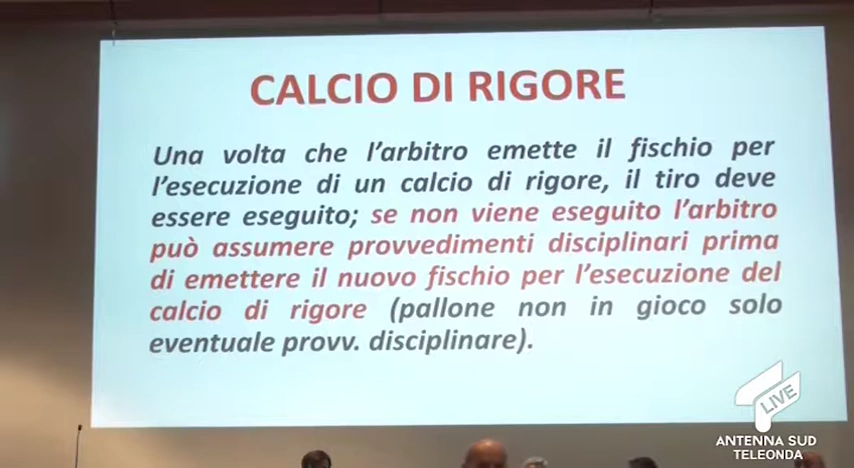 CALCIO DI RIGORE
Una volta che l'arbitro emette il fischio per
l'esecuzione di un calcio di rigore, il tiro deve
essere eseguito; se non viene eseguito l'arbitro
può assumere provvedimenti disciplinari prima
di emettere il nuovo fischio per l'esecuzione del
calcio di rigore (pallone non in gioco solo
eventuale provv. disciplinare).
LIVE
ANTENNA SUD
TELEONDA